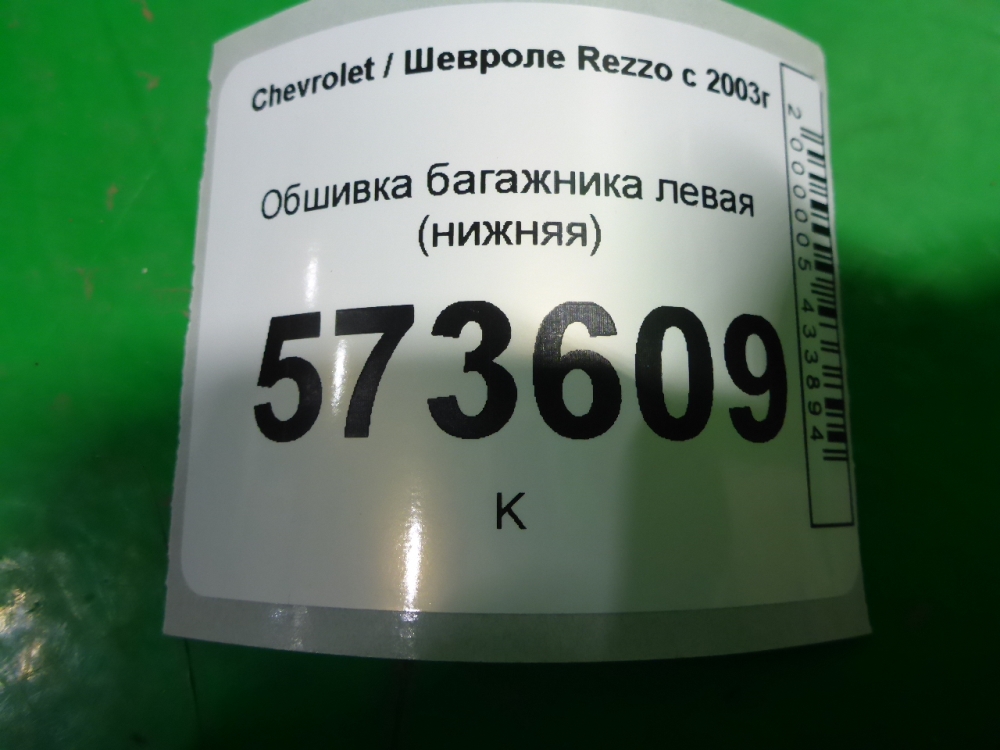 Chevrolet / Шевроле Rezzo с 2003г
Обшивка багажника левая
(нижняя)
573609
К
2000005433894